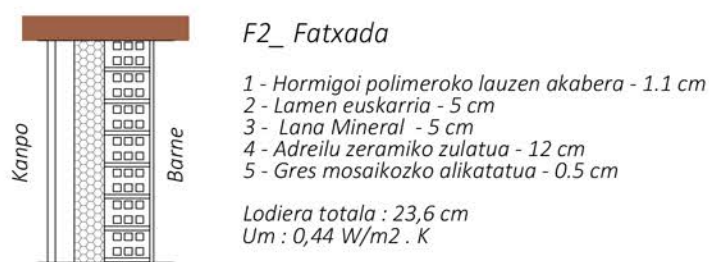 F2_ Fatxada
1 - Hormigoi polimeroko lauzen akabera - 1.1 cm
2 - Lamen euskarria - 5 cm
3 - Lana Mineral - 5 cm
4 - Adreilu zeramiko zulatua - 12 cm
5 - Gres mosaikozko alikatatua - 0.5 cm
Lodiera totala : 23,6 cm
Um : 0,44 W/m2 . K
Kanpo
Barne